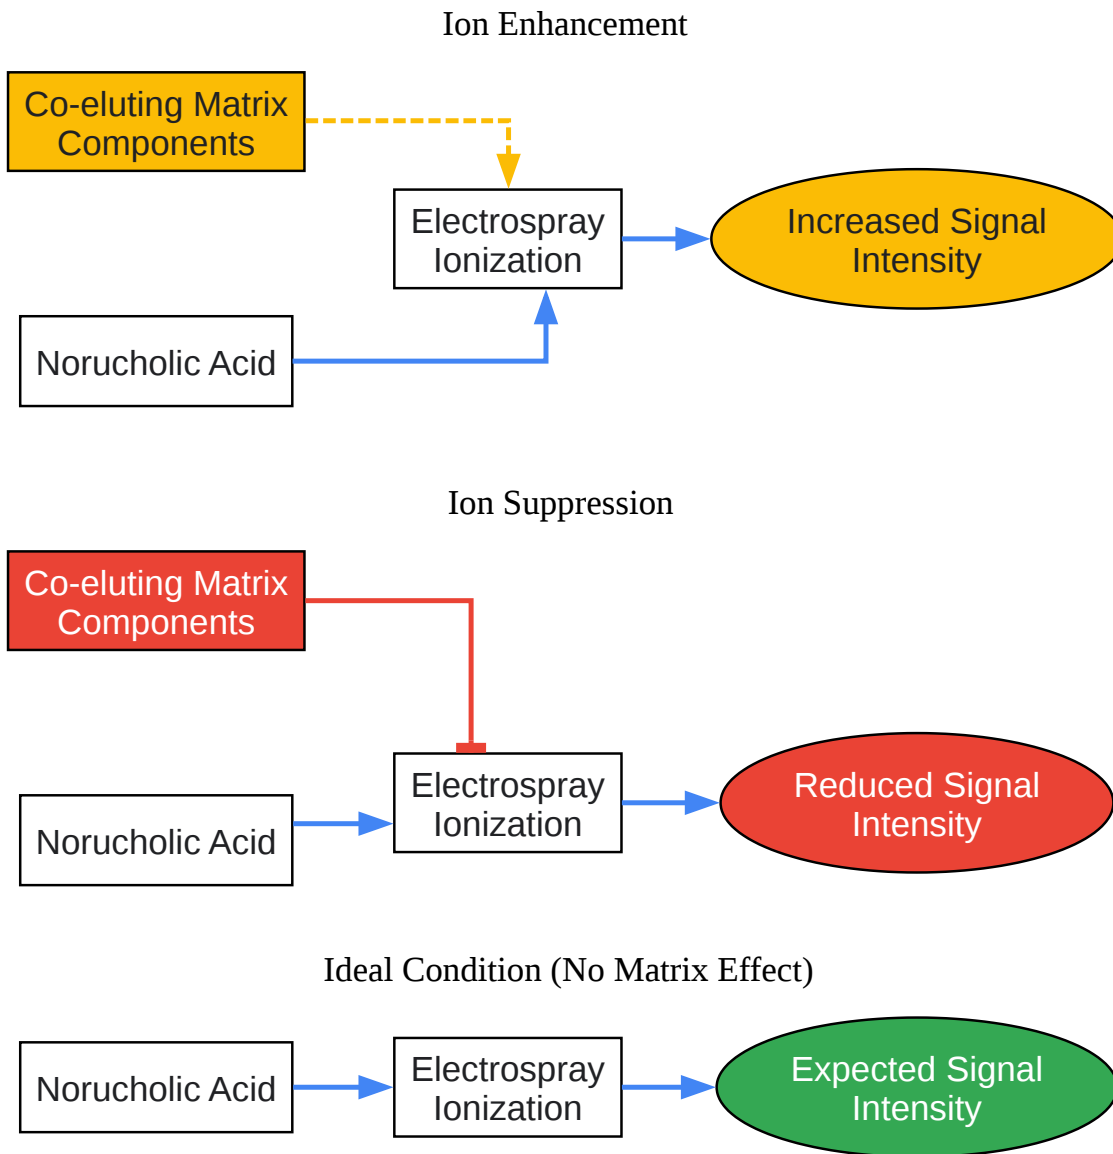 Ion Enhancement
Co-eluting Matrix
Components
Electrospray
Ionization
Increased Signal
Intensity
Norucholic Acid
Ion Suppression
Co-eluting Matrix
Components
Electrospray
Ionization
Reduced Signal
Intensity
Norucholic Acid
Ideal Condition (No Matrix Effect)
Norucholic Acid
Electrospray
Ionization
Expected Signal
Intensity